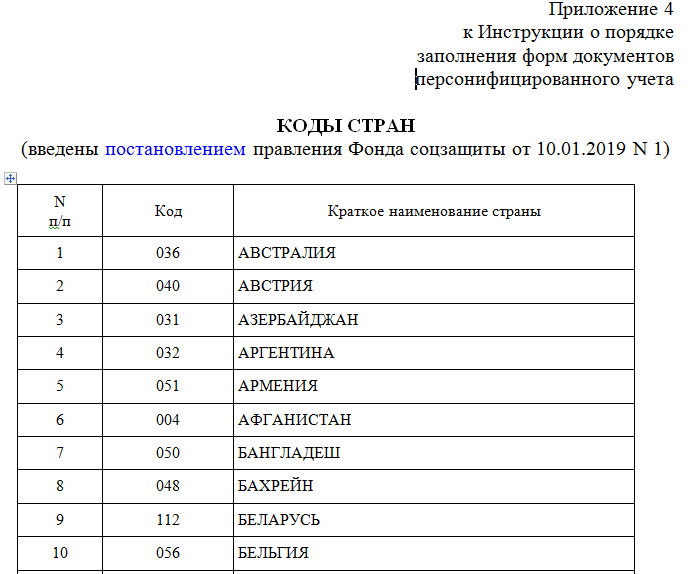 Приложение 4
к Инструкции о порядке
заполнения форм документов
персонифицированного учета
КОДЫ СТРАН
(введены постановлением правления Фонда соцзащиты от 10.01.2019 N 1)
N
п/п
Код
Краткое наименование страны
1 036 АВСТРАЛИЯ
2 040 АВСТРИЯ
3 031 АЗЕРБАЙДЖАН
4 032 АРГЕНТИНА
5 051 АРМЕНИЯ
6 004 АФГАНИСТАН
7 050 БАНГЛАДЕШ
8 048 БАХРЕЙН
9 112 БЕЛАРУСЬ
10 056 БЕЛЬГИЯ